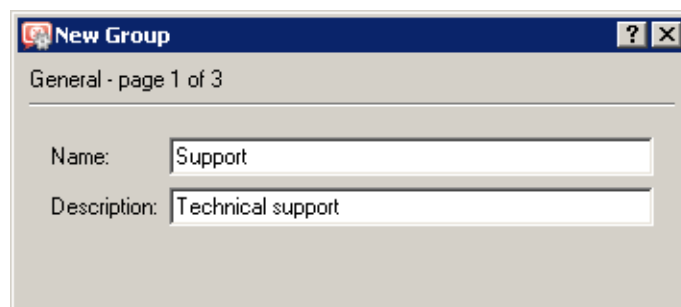 New Group
General - page 1 of 3
Name: Support
Description: Technical support